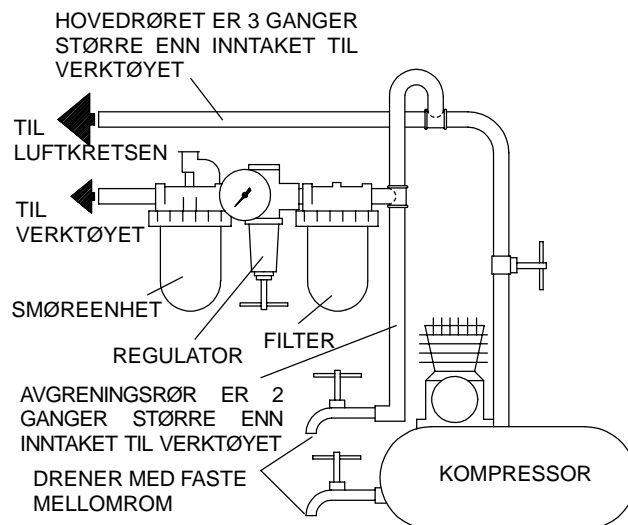 HOVEDRØRET ER 3 GANGER
STØRRE ENN INNTAKET TIL
VERKTØYET
TIL
LUFTKRETSEN
TIL
VERKTØYET
SMØREENHET
REGULATOR
FILTER
AVGRENINGSRØR ER 2
GANGER STØRRE ENN
INNTAKET TIL VERKTØYET
DRENER MED FASTE
MELLOMROM
KOMPRESSOR